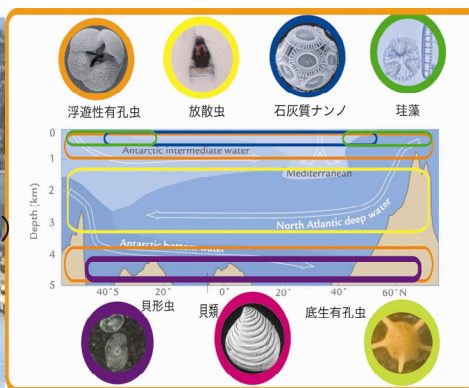 浮遊性有孔虫
放散虫
石灰質ナンノ
珪藻
0
1
2
3
4
5
Depth (km)
Antarctic intermediate water
Mediterranean
North Atlantic deep water
Antarctic bottom water
40°S
20°
0°
20°
40°
60°N
貝形虫
貝類
底生有孔虫